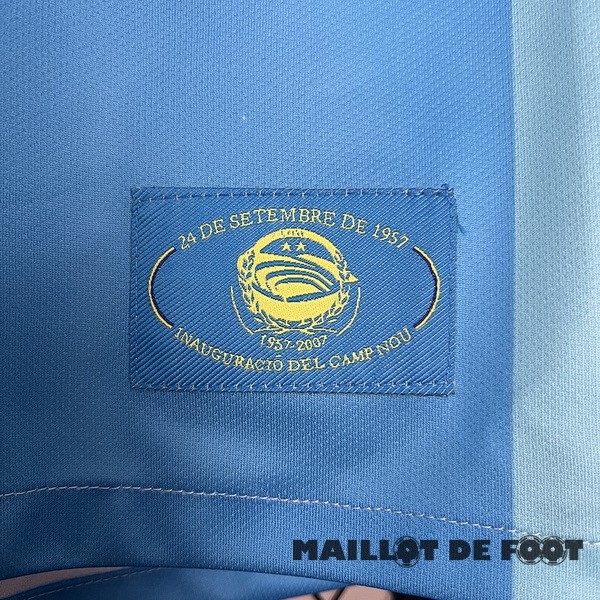 24 DE SETEMBRE DE 1957
1957-2007
INAUGURACIÓ DEL CAMP NOU
MAILLOT DE FOOT